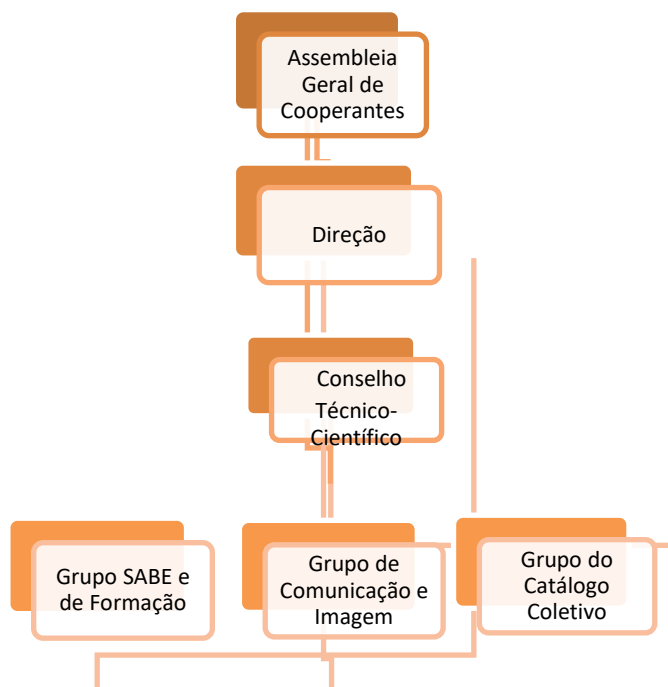 Assembleia
Geral de
Cooperantes
Direção
Conselho
Técnico-
Científico
Grupo SABE e
de Formação
Grupo de
Comunicação e
Imagem
Grupo do
Catálogo
Coletivo